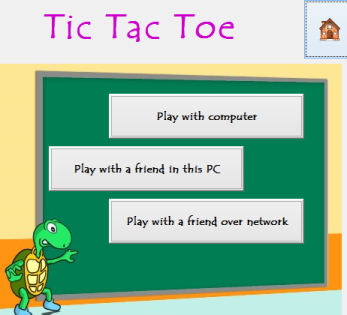 Tic Tac Toe
Play with computer
Play with a friend in this PC
Play with a friend over network